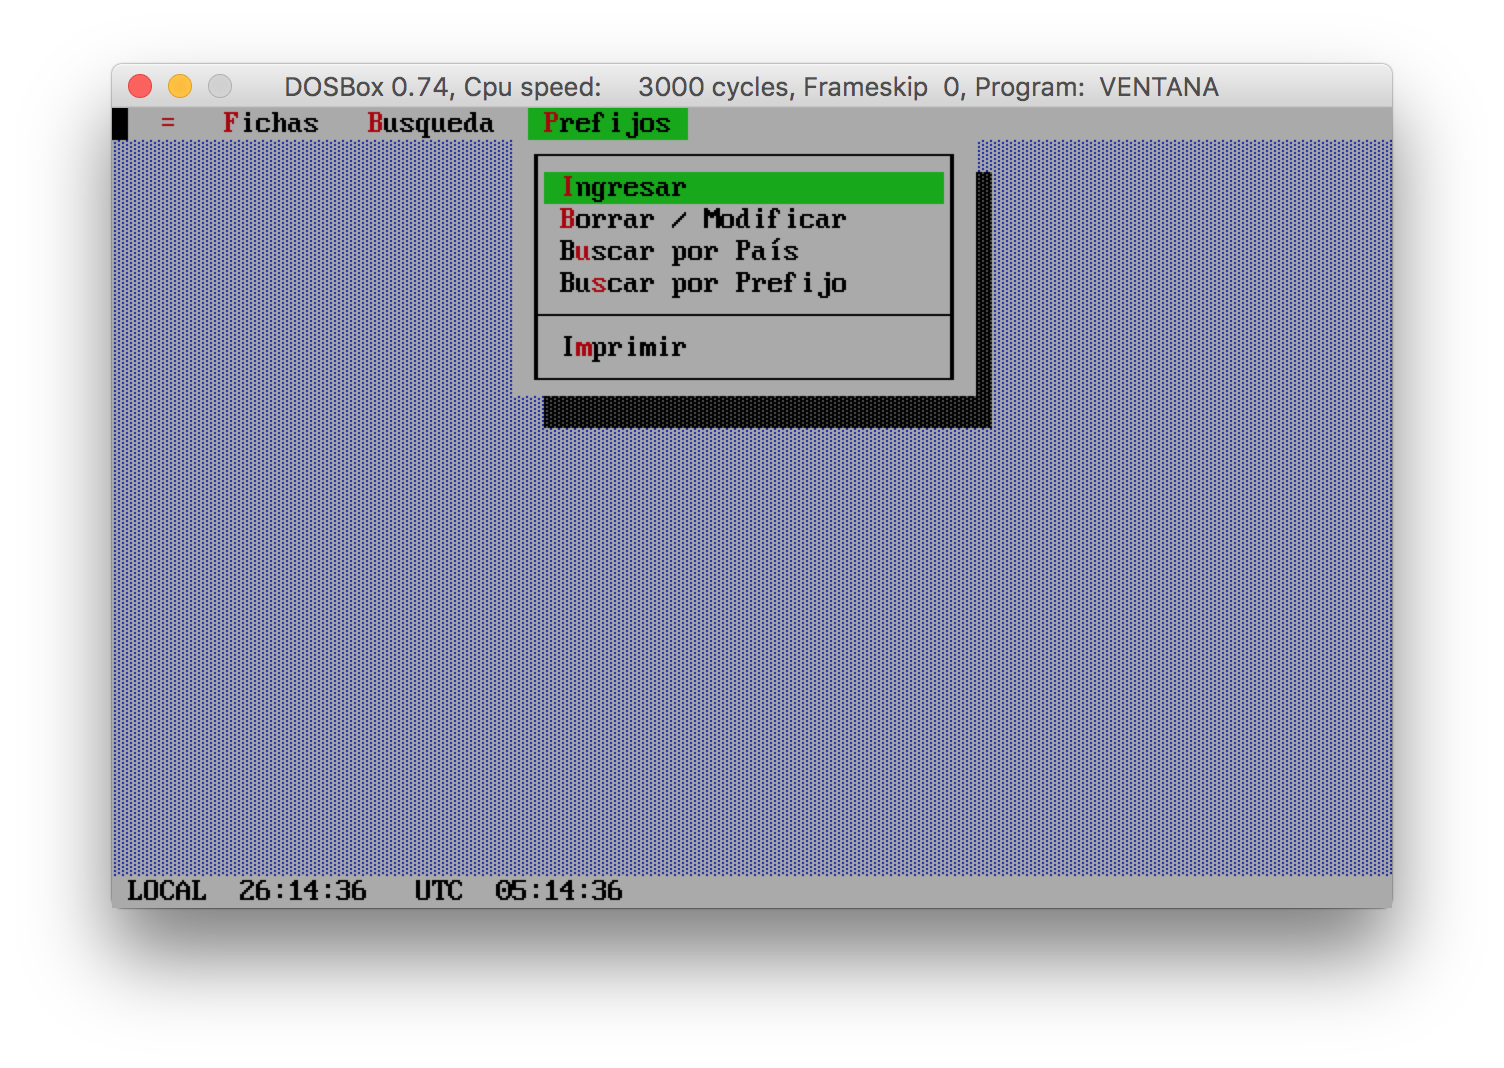 DOSBox 0.74, Cpu speed: 3000 cycles, Frameskip 0, Program: VENTANA
= Fichas Busqueda Prefijos
Ingresar
Borrar / Modificar
Buscar por País
Buscar por Prefijo
Imprimir
LOCAL 26:14:36 UTC 05:14:36